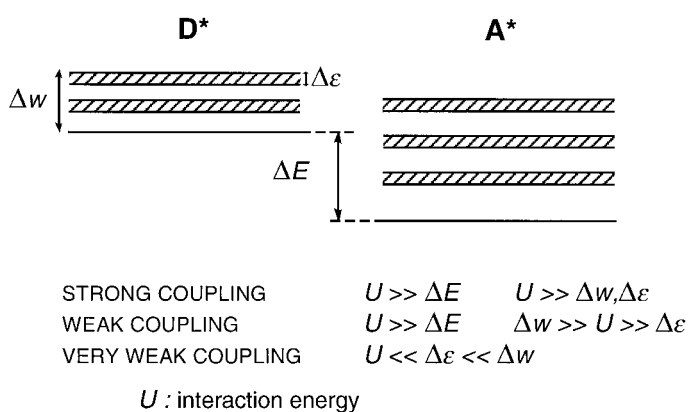 D* A*
Δε
Δw
ΔE
STRONG COUPLING U >> ΔE U >> Δw,Δε
WEAK COUPLING U >> ΔE Δw >> U >> Δε
VERY WEAK COUPLING U << Δε << Δw
U : interaction energy